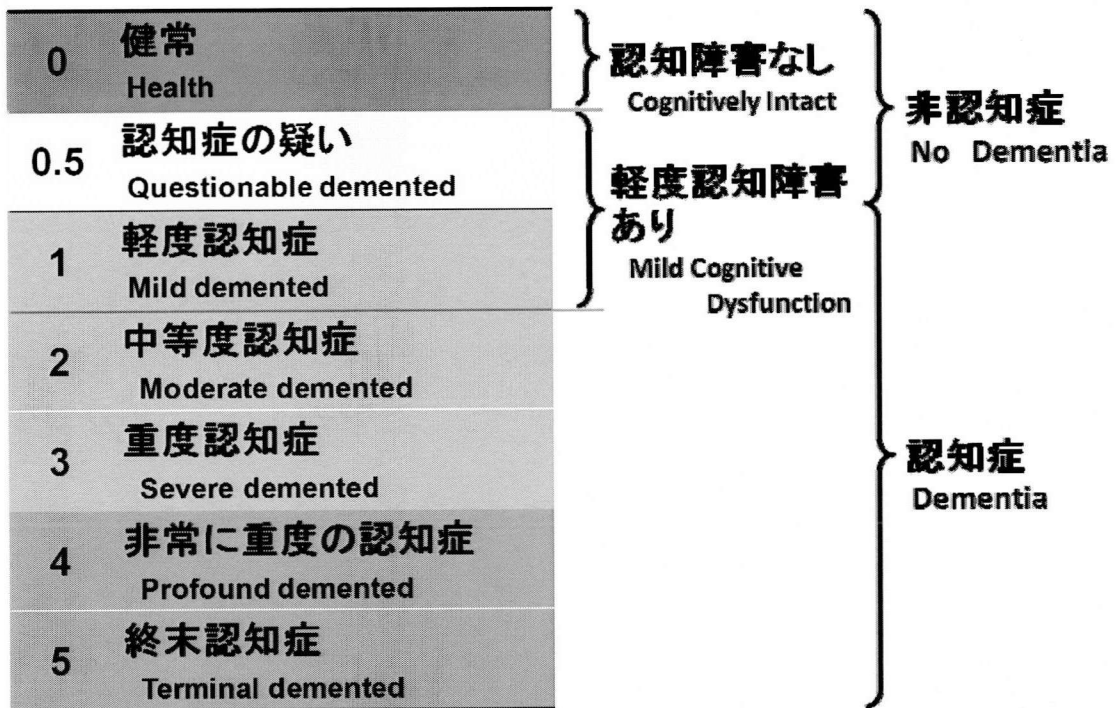 0
健常
Health
0.5
認知症の疑い
Questionable demented
1
軽度認知症
Mild demented
2
中等度認知症
Moderate demented
3
重度認知症
Severe demented
4
非常に重度の認知症
Profound demented
5
終末認知症
Terminal demented
認知障害なし
Cognitively Intact
軽度認知障害
あり
Mild Cognitive
Dysfunction
非認知症
No Dementia
認知症
Dementia